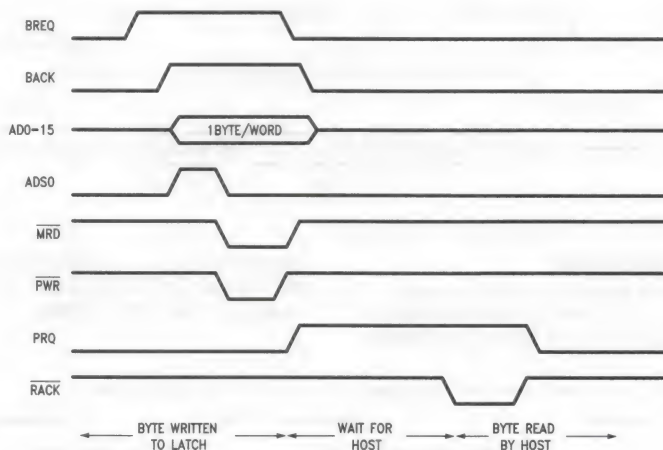 BREQ
BACK
AD0-15
1BYTE/WORD
ADS0
MRD
PWR
PRQ
RACK
BYTE WRITTEN
TO LATCH
WAIT FOR
HOST
BYTE READ
BY HOST